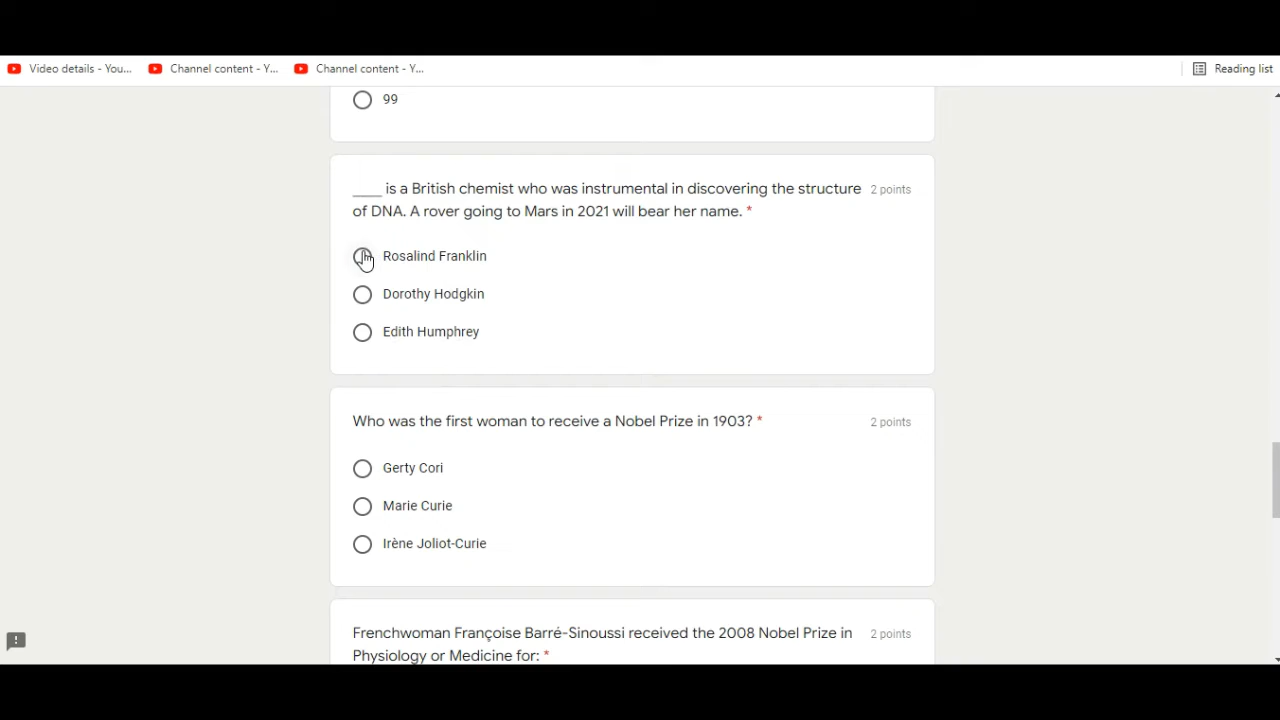 Video details - You...
Channel content - Y...
Channel content - Y...
Reading list
99
____ is a British chemist who was instrumental in discovering the structure
2 points
of DNA. A rover going to Mars in 2021 will bear her name. *
Rosalind Franklin
Dorothy Hodgkin
Edith Humphrey
Who was the first woman to receive a Nobel Prize in 1903? *
2 points
Gerty Cori
Marie Curie
Irène Joliot-Curie
Frenchwoman Françoise Barré-Sinoussi received the 2008 Nobel Prize in
2 points
Physiology or Medicine for: *